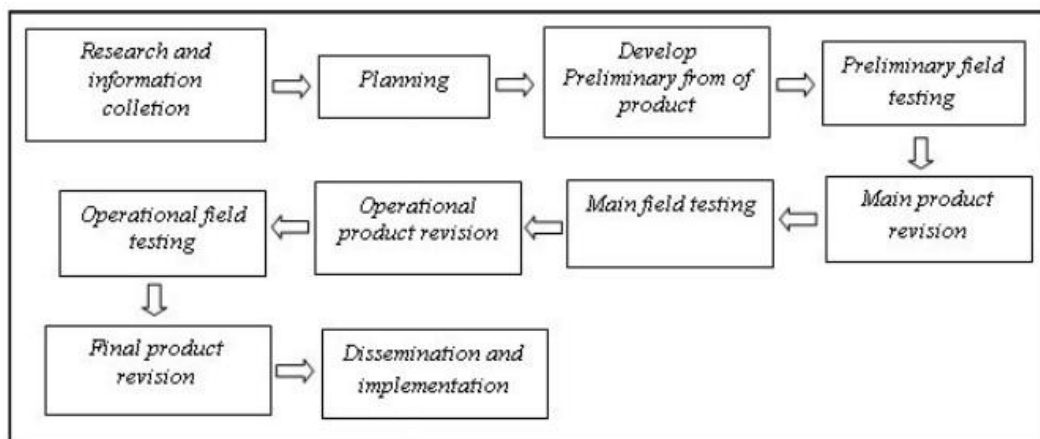 Research and
information
colletion
Planning
Develop
Preliminary from of
product
Preliminary field
testing
Main product
revision
Main field testing
Operational
product revision
Operational field
testing
Final product
revision
Dissemination and
implementation